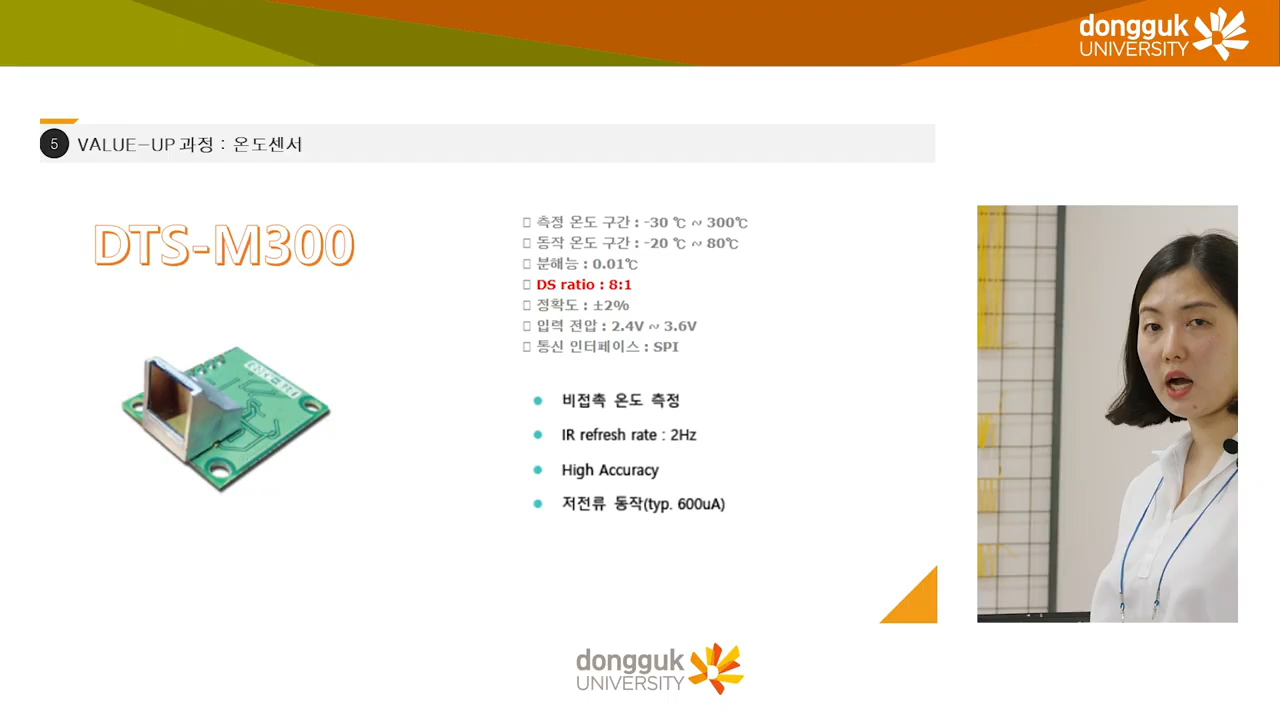 dongguk
UNIVERSITY
5 VALUE-UP 과정 : 온도센서
DTS-M300
측정 온도 구간 : -30 ℃ ~ 300℃
동작 온도 구간 : -20 ℃ ~ 80℃
분해능 : 0.01℃
DS ratio : 8:1
정확도 : ±2%
입력 전압 : 2.4V ~ 3.6V
통신 인터페이스 : SPI
비접촉 온도 측정
IR refresh rate : 2Hz
High Accuracy
저전류 동작(typ. 600uA)
dongguk
UNIVERSITY